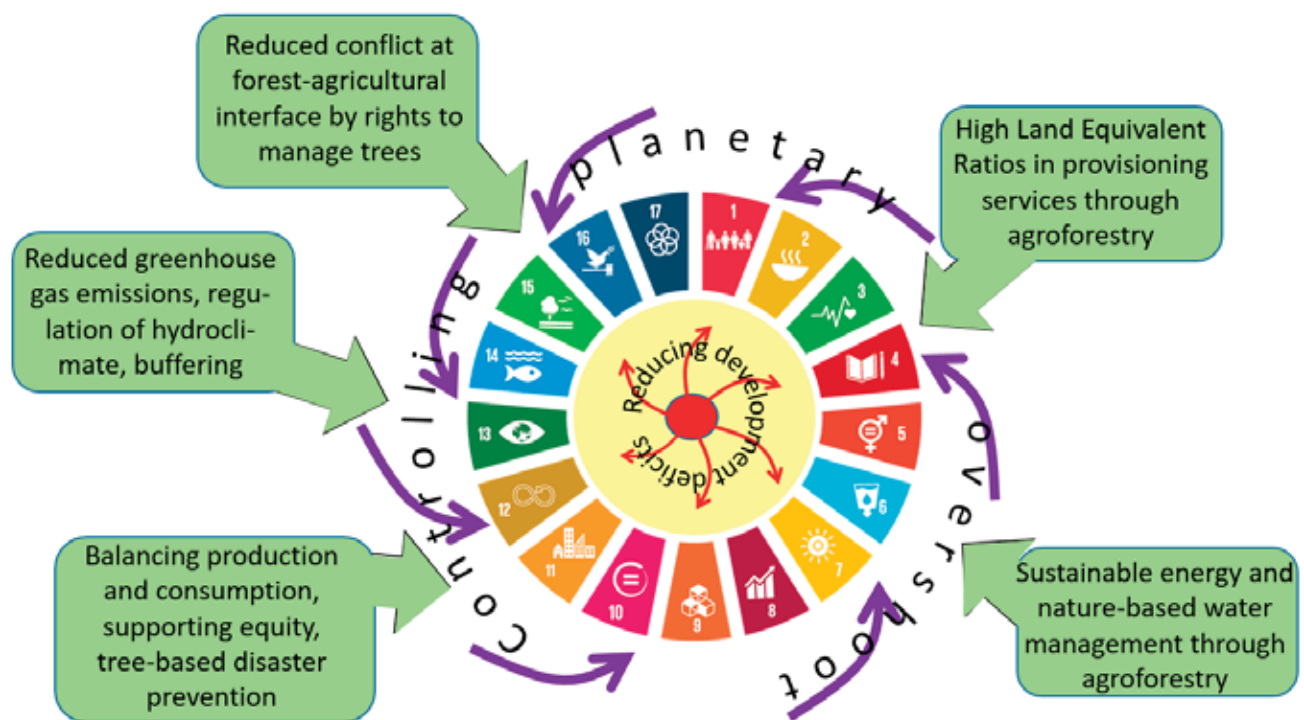 Reduced conflict at
forest-agricultural
interface by rights to
manage trees
High Land Equivalent
Ratios in provisioning
services through
agroforestry
Reduced greenhouse
gas emissions, regu-
lation of hydrocli-
mate, buffering
Balancing production
and consumption,
supporting equity,
tree-based disaster
prevention
Sustainable energy and
nature-based water
management through
agroforestry
Controlling planetary overshoot
Reducing development deficits
1
2
3
4
5
6
7
8
9
10
11
12
13
14
15
16
17